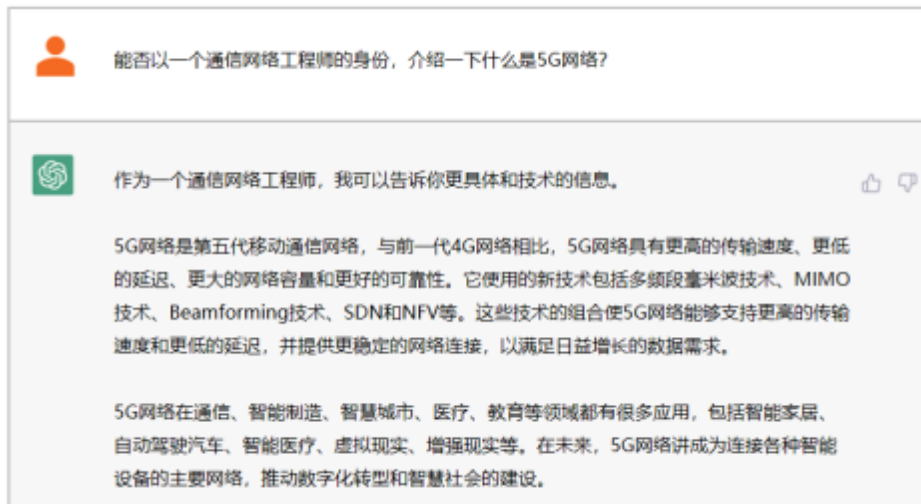 能否以一个通信网络工程师的身份，介绍一下什么是5G网络？
作为一个通信网络工程师，我可以告诉你更具体和技术的信息。
5G网络是第五代移动通信网络，与前一代4G网络相比，5G网络具有更高的传输速度、更低
的延迟、更大的网络容量和更好的可靠性。它使用的新技术包括多频段毫米波技术、MIMO
技术、Beamforming技术、SDN和NFV等。这些技术的组合使5G网络能够支持更高的传输
速度和更低的延迟，并提供更稳定的网络连接，以满足日益增长的数据需求。
5G网络在通信、智能制造、智慧城市、医疗、教育等领域都有很多应用，包括智能家居、
自动驾驶汽车、智能医疗、虚拟现实、增强现实等。在未来，5G网络讲成为连接各种智能
设备的主要网络，推动数字化转型和智慧社会的建设。